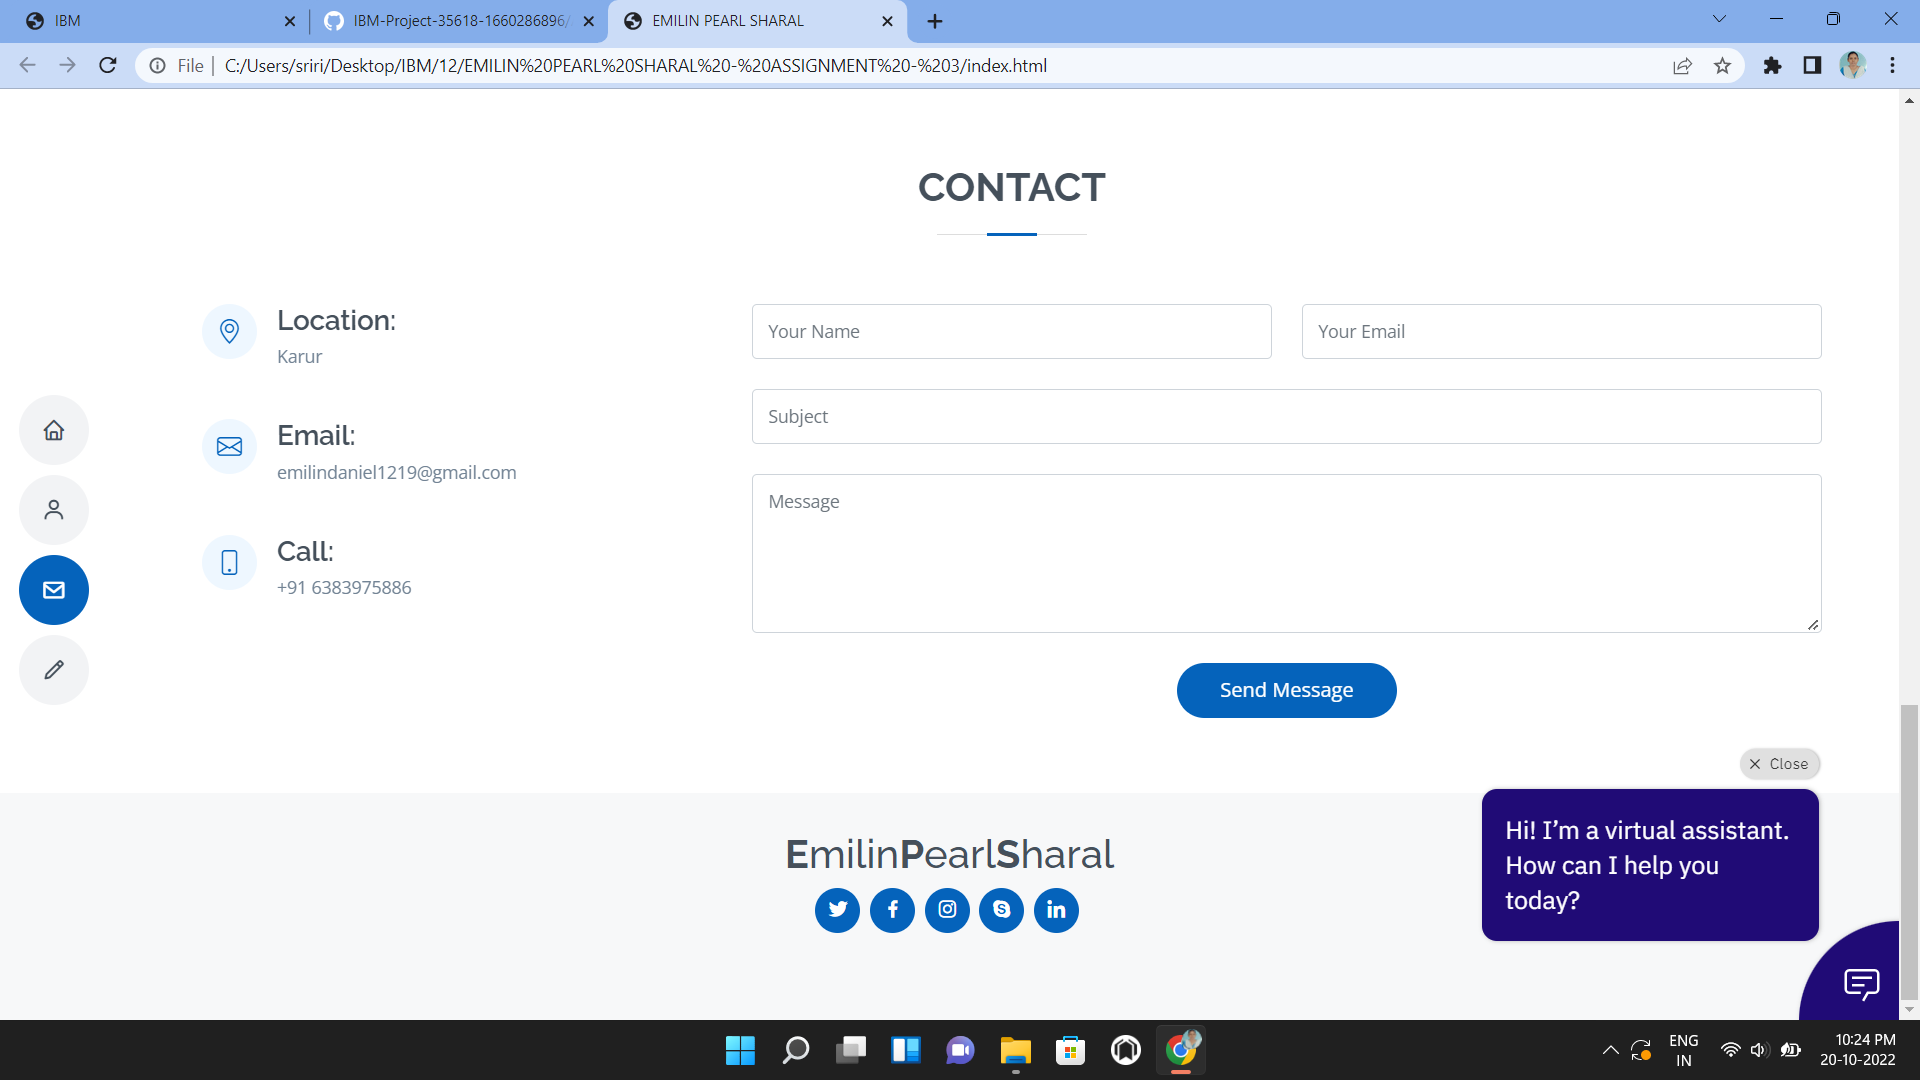 IBM
IBM-Project-35618-1660286896/
EMILIN PEARL SHARAL
File
C:/Users/sriri/Desktop/IBM/12/EMILIN%20PEARL%20SHARAL%20-%20ASSIGNMENT%20-%203/index.html
CONTACT
Location:
Karur
Email:
emilindaniel1219@gmail.com
Call:
+91 6383975886
Your Name
Your Email
Subject
Message
Send Message
Close
Hi! I’m a virtual assistant.
How can I help you
today?
EmilinPearlSharal
ENG
IN
10:24 PM
20-10-2022